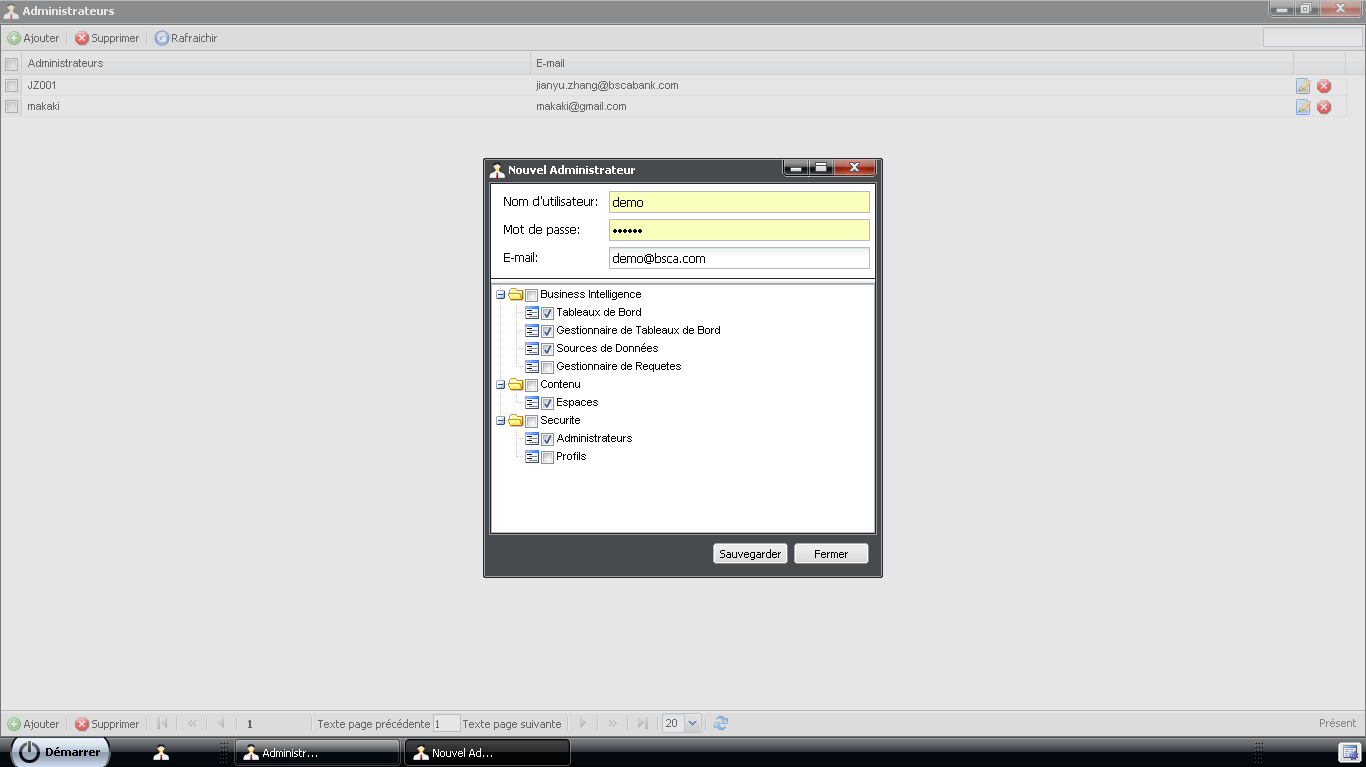 Administrateurs
Ajouter Supprimer Rafraichir
Administrateurs E-mail
JZ001 jianyu.zhang@bscabank.com
makaki makaki@gmail.com
Nouvel Administrateur
Nom d'utilisateur: demo
Mot de passe: ••••••
E-mail: demo@bsca.com
Business Intelligence
Tableaux de Bord
Gestionnaire de Tableaux de Bord
Sources de Données
Gestionnaire de Requetes
Contenu
Espaces
Securite
Administrateurs
Profils
Sauvegarder Fermer
Ajouter Supprimer 1 Texte page précédente 1 Texte page suivante 20 Présent
Démarrer Administr... Nouvel Ad...